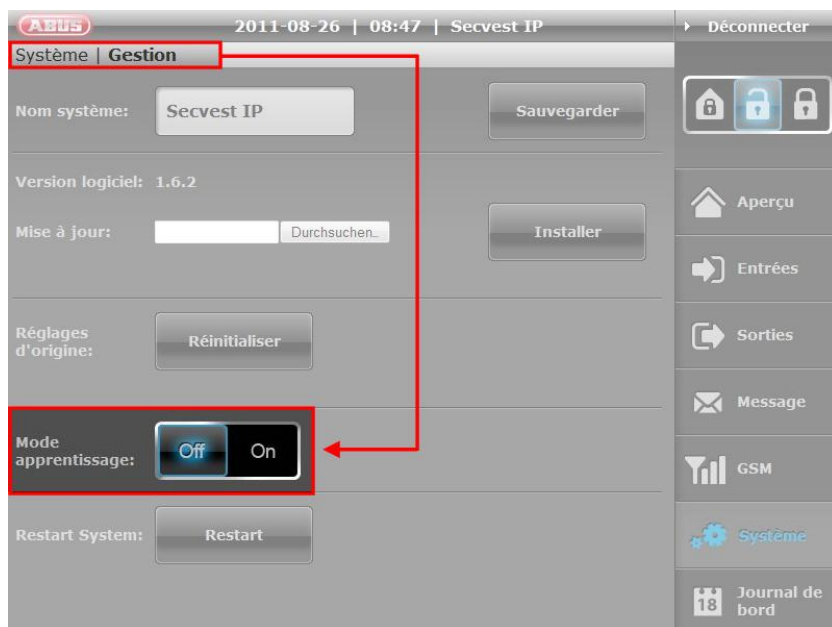 ABUS 2011-08-26 | 08:47 | Secvest IP
Déconnecter
Système | Gestion
Nom système: Secvest IP Sauvegarder
Version logiciel: 1.6.2
Mise à jour: Durchsuchen... Installer
Réglages
d'origine:
Réinitialiser
Mode
apprentissage:
Off On
Restart System: Restart
Aperçu
Entrées
Sorties
Message
GSM
Système
18
Journal de
bord